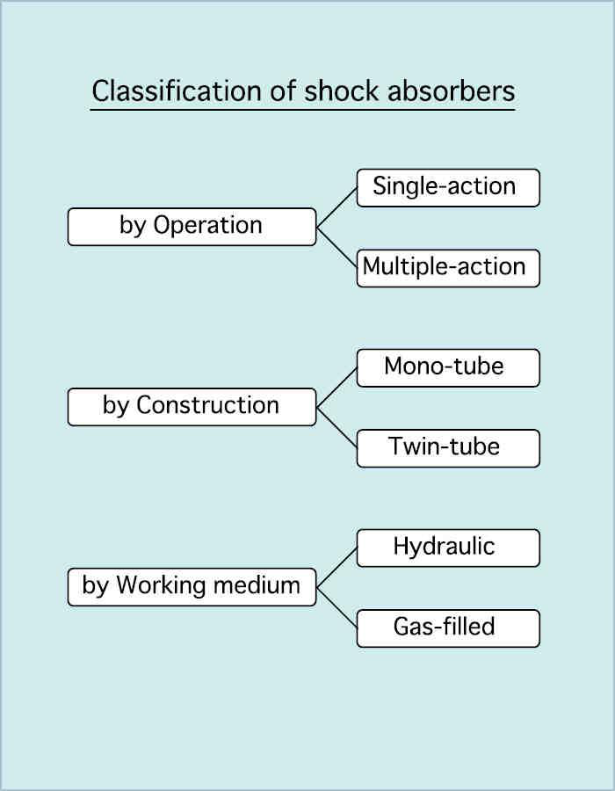 Classification of shock absorbers
by Operation
Single-action
Multiple-action
by Construction
Mono-tube
Twin-tube
by Working medium
Hydraulic
Gas-filled